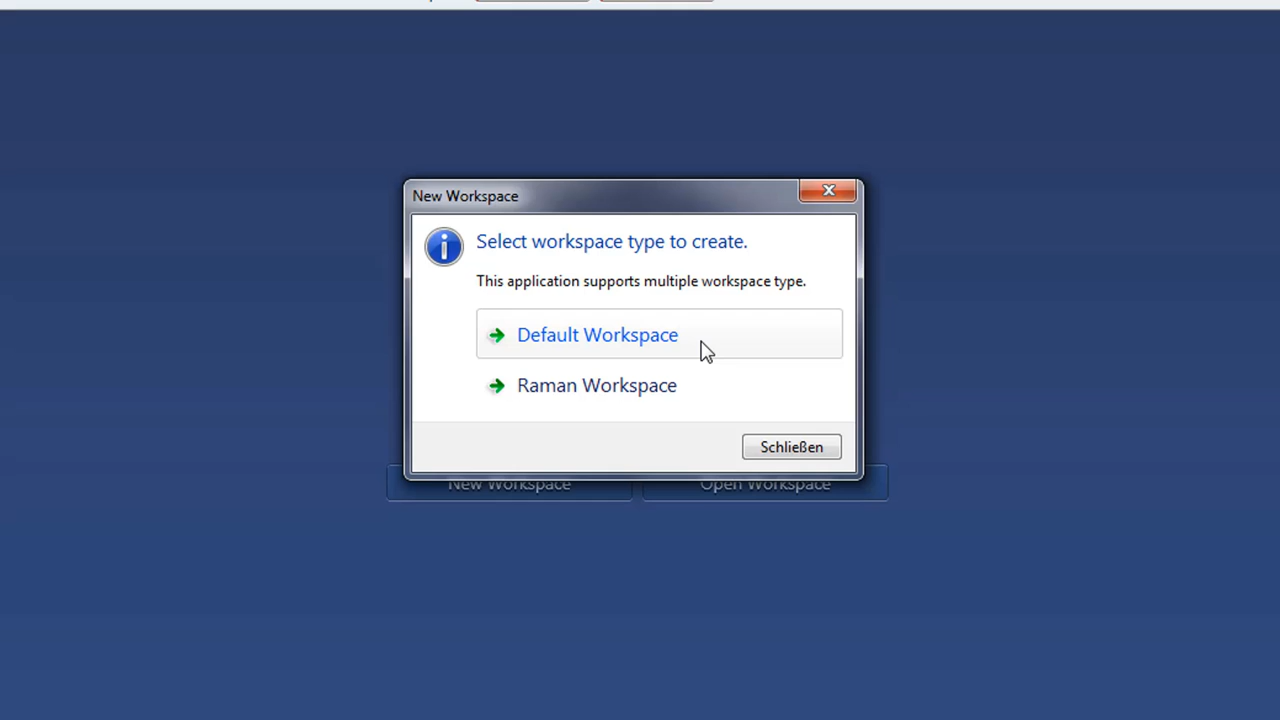 New Workspace
Select workspace type to create.
This application supports multiple workspace type.
Default Workspace
Raman Workspace
Schließen
New Workspace
Open Workspace